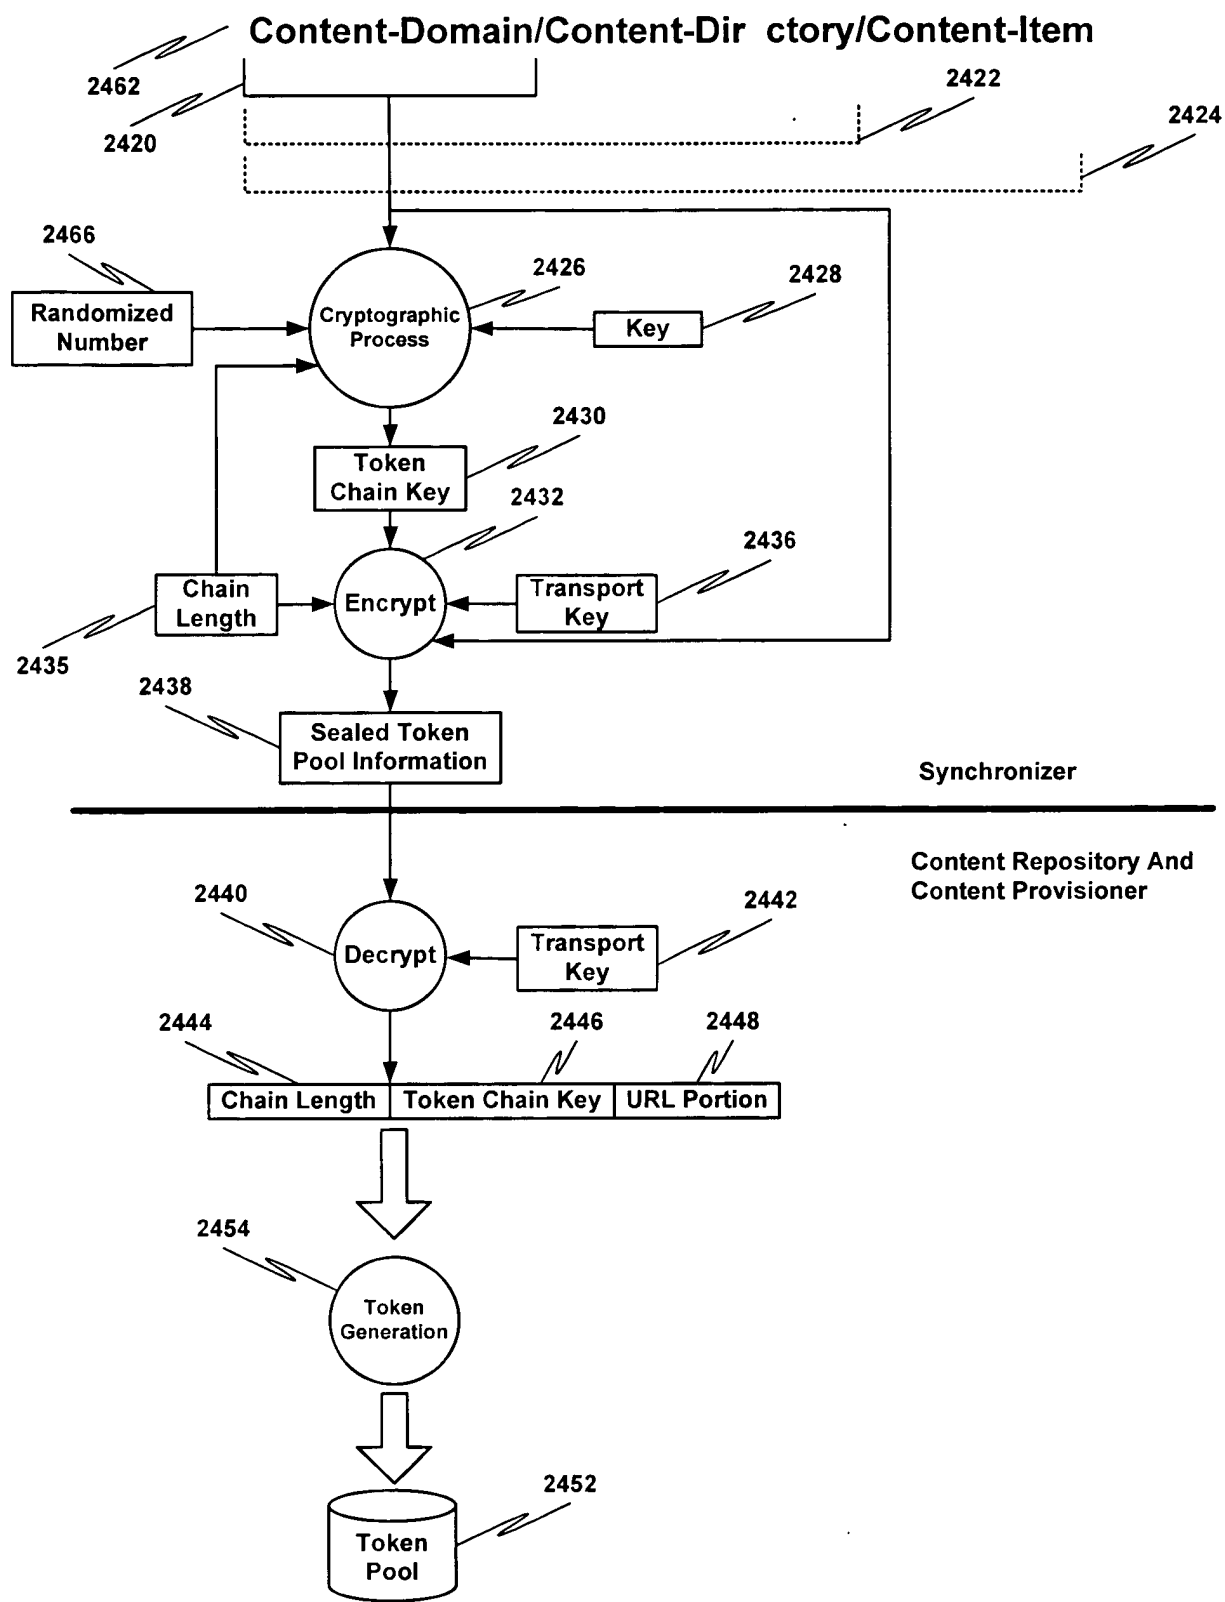 Content-Domain/Content-Dir ctory/Content-Item
2462
2420
2422
2424
2466
Randomized
Number
Cryptographic
Process
2426
Key
2428
Token
Chain Key
2430
2432
Chain
Length
2435
Encrypt
Transport
Key
2436
2438
Sealed Token
Pool Information
Synchronizer
Content Repository And
Content Provisioner
2440
Decrypt
Transport
Key
2442
2444
2446
2448
Chain Length
Token Chain Key
URL Portion
2454
Token
Generation
2452
Token
Pool